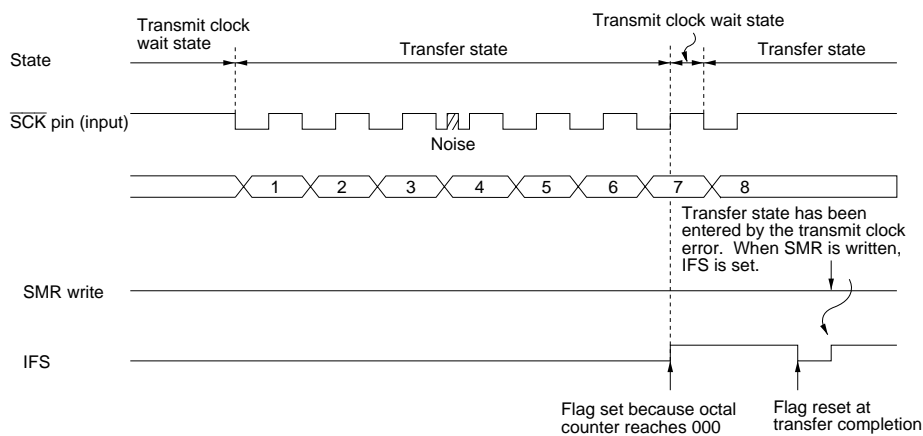 Transmit clock
wait state
Transmit clock wait state
State
Transfer state
Transfer state
SCK pin (input)
Noise
1 2 3 4 5 6 7 8
Transfer state has been
entered by the transmit clock
error. When SMR is written,
IFS is set.
SMR write
IFS
Flag set because octal
counter reaches 000
Flag reset at
transfer completion